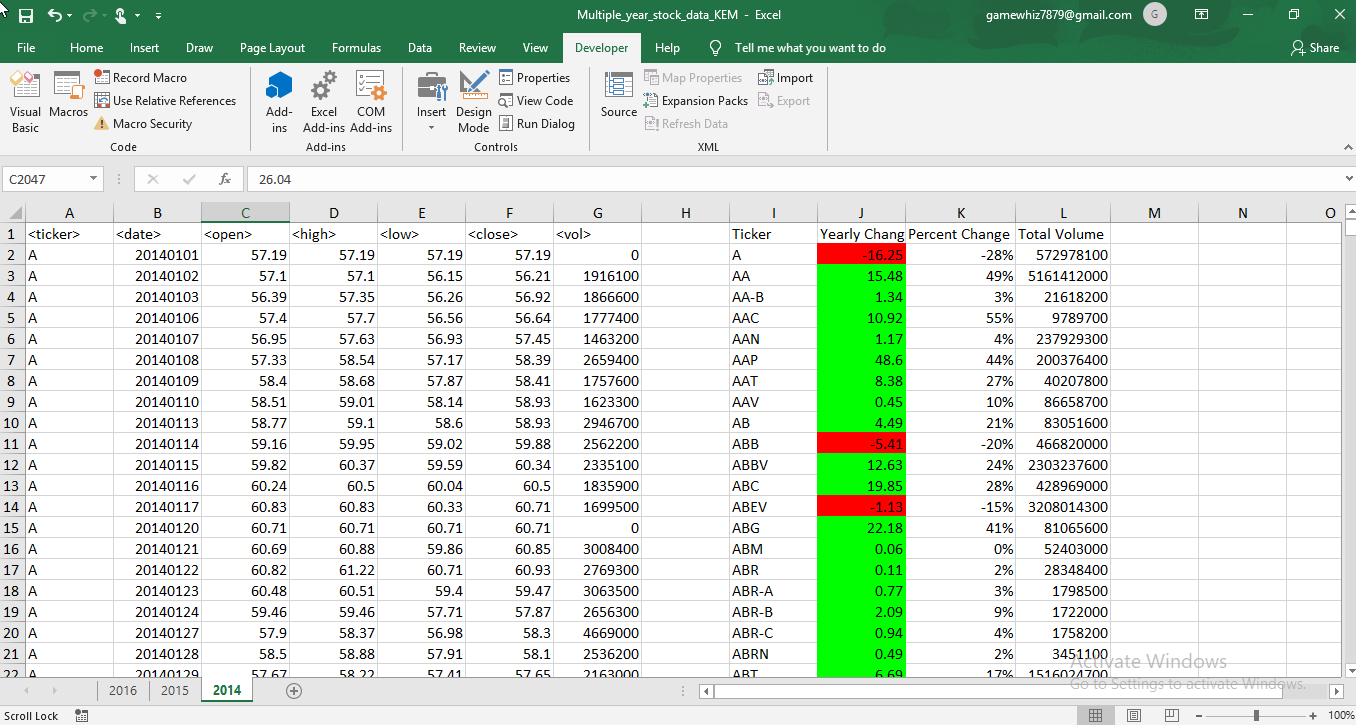 Multiple_year_stock_data_KEM - Excel gamewhiz7879@gmail.com G
File Home Insert Draw Page Layout Formulas Data Review View Developer Help Tell me what you want to do Share
Visual Basic
Macros
Record Macro
Use Relative References
Macro Security
Code
Add-ins
Excel Add-ins
COM Add-ins
Add-ins
Insert
Design Mode
Properties
View Code
Run Dialog
Controls
Source
Map Properties
Expansion Packs
Refresh Data
Import
Export
XML
C2047 fx 26.04
A B C D E F G H I J K L M N O
1 <ticker> <date> <open> <high> <low> <close> <vol> Ticker Yearly Chang Percent Change Total Volume
2 A 20140101 57.19 57.19 57.19 57.19 0 A -16.25 -28% 572978100
3 A 20140102 57.1 57.1 56.15 56.21 1916100 AA 15.48 49% 5161412000
4 A 20140103 56.39 57.35 56.26 56.92 1866600 AA-B 1.34 3% 21618200
5 A 20140106 57.4 57.7 56.56 56.64 1777400 AAC 10.92 55% 9789700
6 A 20140107 56.95 57.63 56.93 57.45 1463200 AAN 1.17 4% 237929300
7 A 20140108 57.33 58.54 57.17 58.39 2659400 AAP 48.6 44% 200376400
8 A 20140109 58.4 58.68 57.87 58.41 1757600 AAT 8.38 27% 40207800
9 A 20140110 58.51 59.01 58.14 58.93 1623300 AAV 0.45 10% 86658700
10 A 20140113 58.77 59.1 58.6 58.93 2946700 AB 4.49 21% 83051600
11 A 20140114 59.16 59.95 59.02 59.88 2562200 ABB -5.41 -20% 466820000
12 A 20140115 59.82 60.37 59.59 60.34 2335100 ABBV 12.63 24% 2303237600
13 A 20140116 60.24 60.5 60.04 60.5 1835900 ABC 19.85 28% 428969000
14 A 20140117 60.83 60.83 60.33 60.71 1699500 ABEV -1.13 -15% 3208014300
15 A 20140120 60.71 60.71 60.71 60.71 0 ABG 22.18 41% 81065600
16 A 20140121 60.69 60.88 59.86 60.85 3008400 ABM 0.06 0% 52403000
17 A 20140122 60.82 61.22 60.71 60.93 2769300 ABR 0.11 2% 28348400
18 A 20140123 60.48 60.51 59.4 59.47 3063500 ABR-A 0.77 3% 1798500
19 A 20140124 59.46 59.46 57.71 57.87 2656300 ABR-B 2.09 9% 1722000
20 A 20140127 57.9 58.37 56.98 58.3 4669000 ABR-C 0.94 4% 1758200
21 A 20140128 58.5 58.88 57.91 58.1 2536200 ABRN 0.49 2% 3451100
22 A 20140129 57.67 58.22 57.41 57.65 2163000 ABT 6.69 17% 1516024700
Activate Windows
Go to Settings to activate Windows.
2016 2015 2014
Scroll Lock 100%